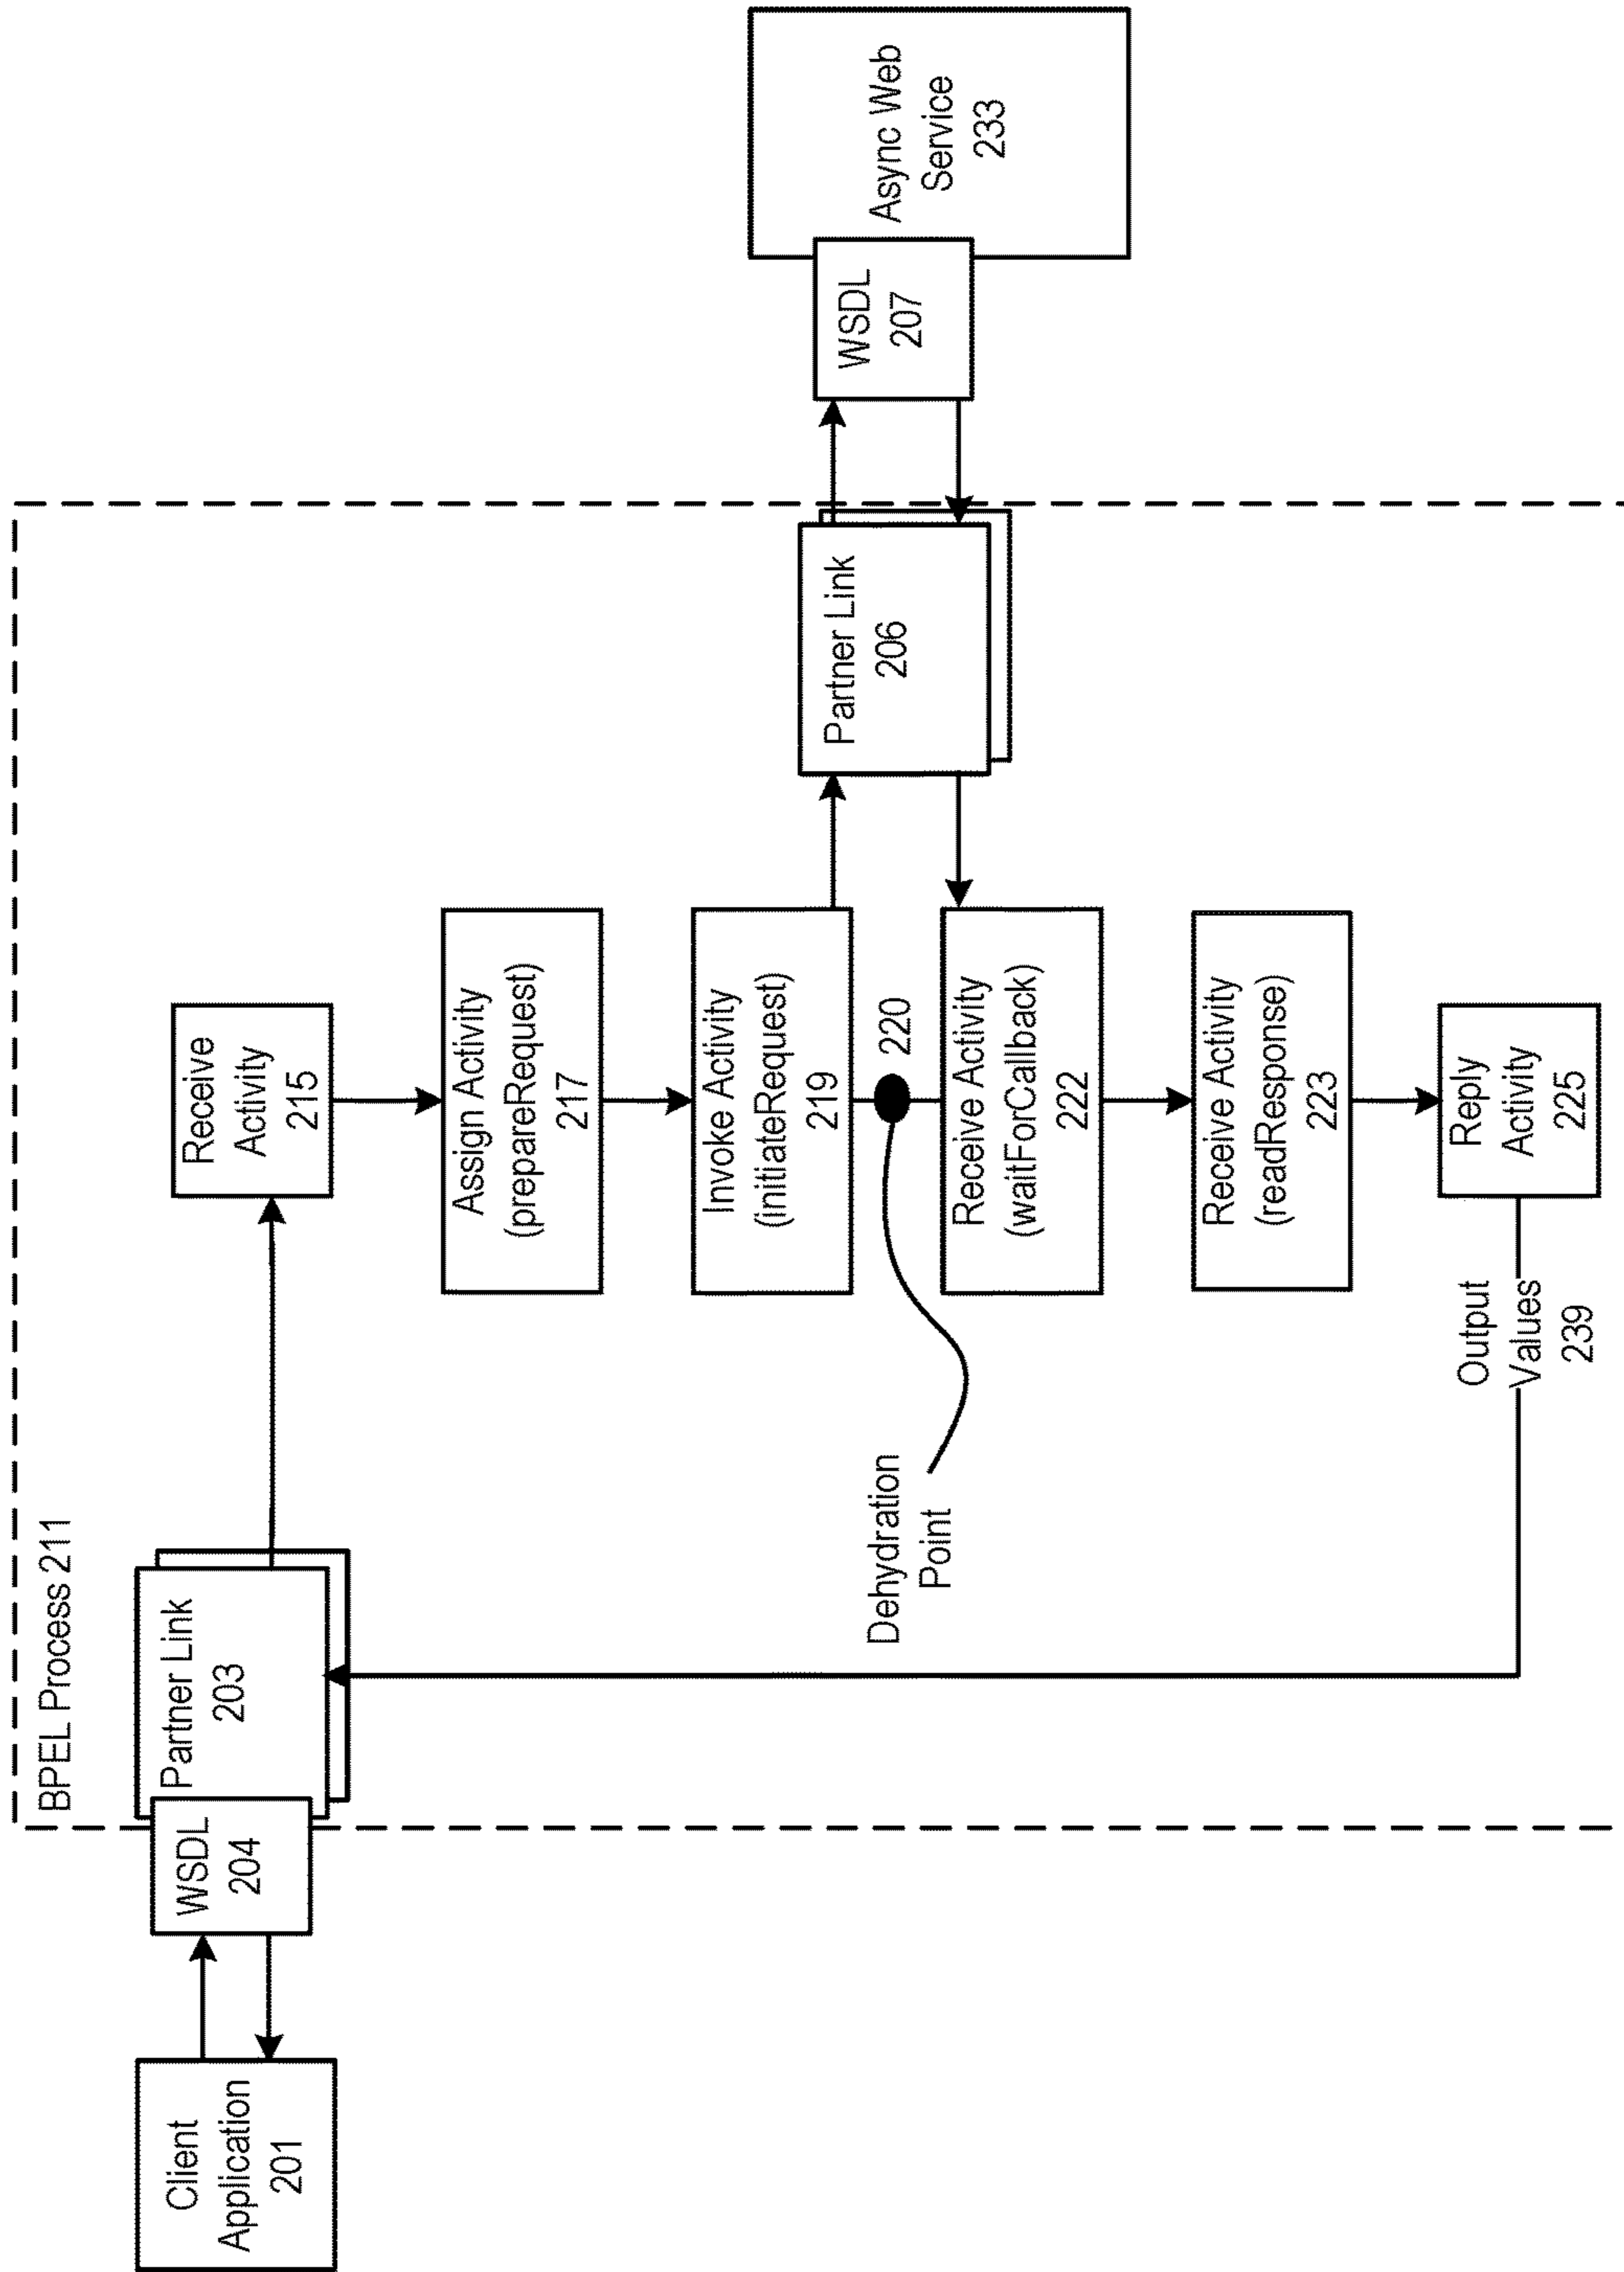 BPEL Process 211
Client
Application
201
WSDL
204
Partner Link
203
Receive
Activity
215
Assign Activity
(prepareRequest)
217
Invoke Activity
(initiateRequest)
219
220
Dehydration
Point
Receive Activity
(waitForCallback)
222
Receive Activity
(readResponse)
223
Reply
Activity
225
Output
Values
239
Partner Link
206
WSDL
207
Async Web
Service
233